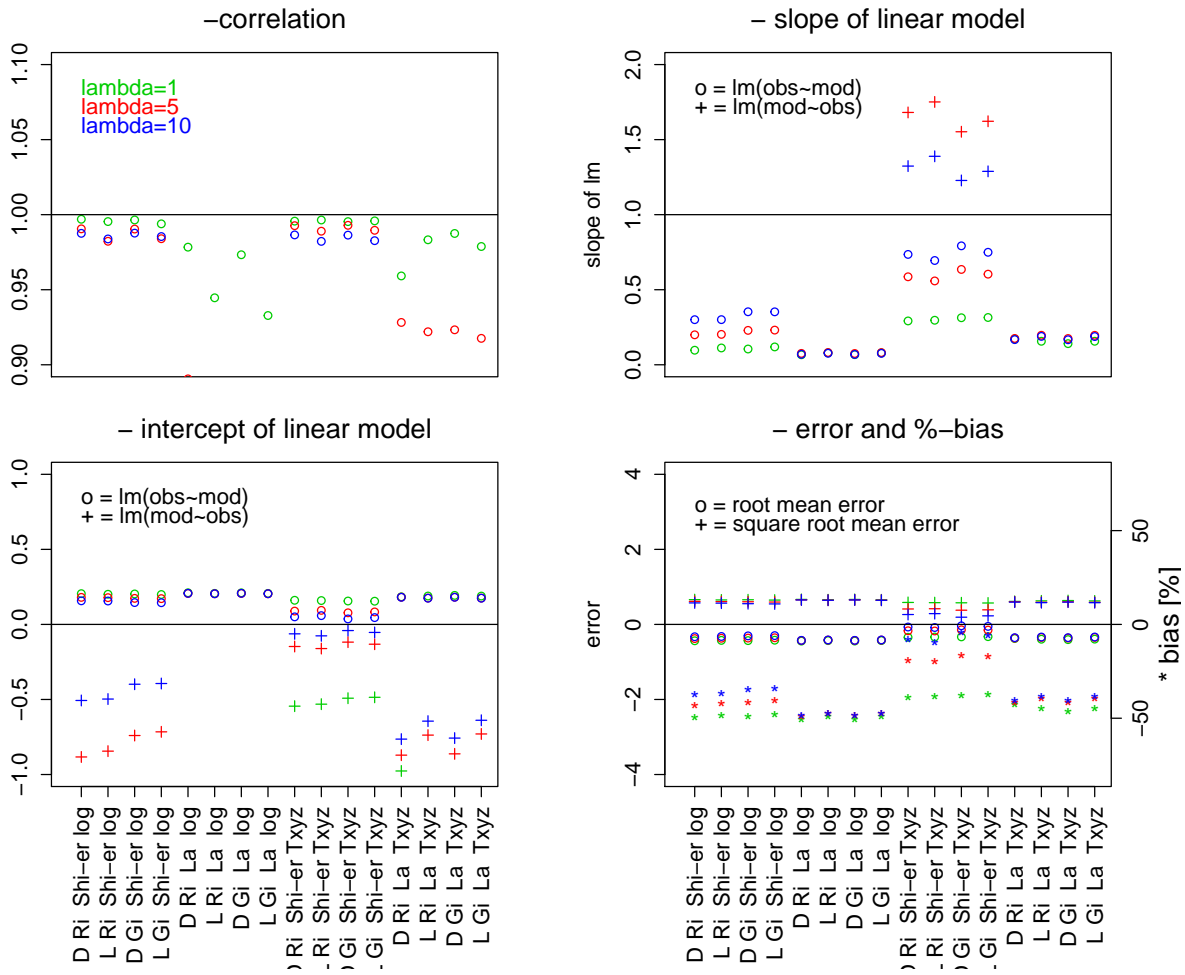 −correlation
1.10
1.05
1.00
0.95
0.90
lambda=1
lambda=5
lambda=10
− slope of linear model
slope of lm
2.0
1.5
1.0
0.5
0.0
o = lm(obs~mod)
+ = lm(mod~obs)
− intercept of linear model
1.0
0.5
0.0
−0.5
−1.0
o = lm(obs~mod)
+ = lm(mod~obs)
D Ri Shi−er log
L Ri Shi−er log
D Gi Shi−er log
L Gi Shi−er log
D Ri La log
L Ri La log
D Gi La log
L Gi La log
Ri Shi−er Txyz
Ri Shi−er Txyz
Gi Shi−er Txyz
Gi Shi−er Txyz
D Ri La Txyz
L Ri La Txyz
D Gi La Txyz
L Gi La Txyz
− error and %−bias
error
4
2
0
−2
−4
o = root mean error
+ = square root mean error
50
0
−50
* bias [%]
D Ri Shi−er log
L Ri Shi−er log
D Gi Shi−er log
L Gi Shi−er log
D Ri La log
L Ri La log
D Gi La log
L Gi La log
Ri Shi−er Txyz
Ri Shi−er Txyz
Gi Shi−er Txyz
Gi Shi−er Txyz
D Ri La Txyz
L Ri La Txyz
D Gi La Txyz
L Gi La Txyz